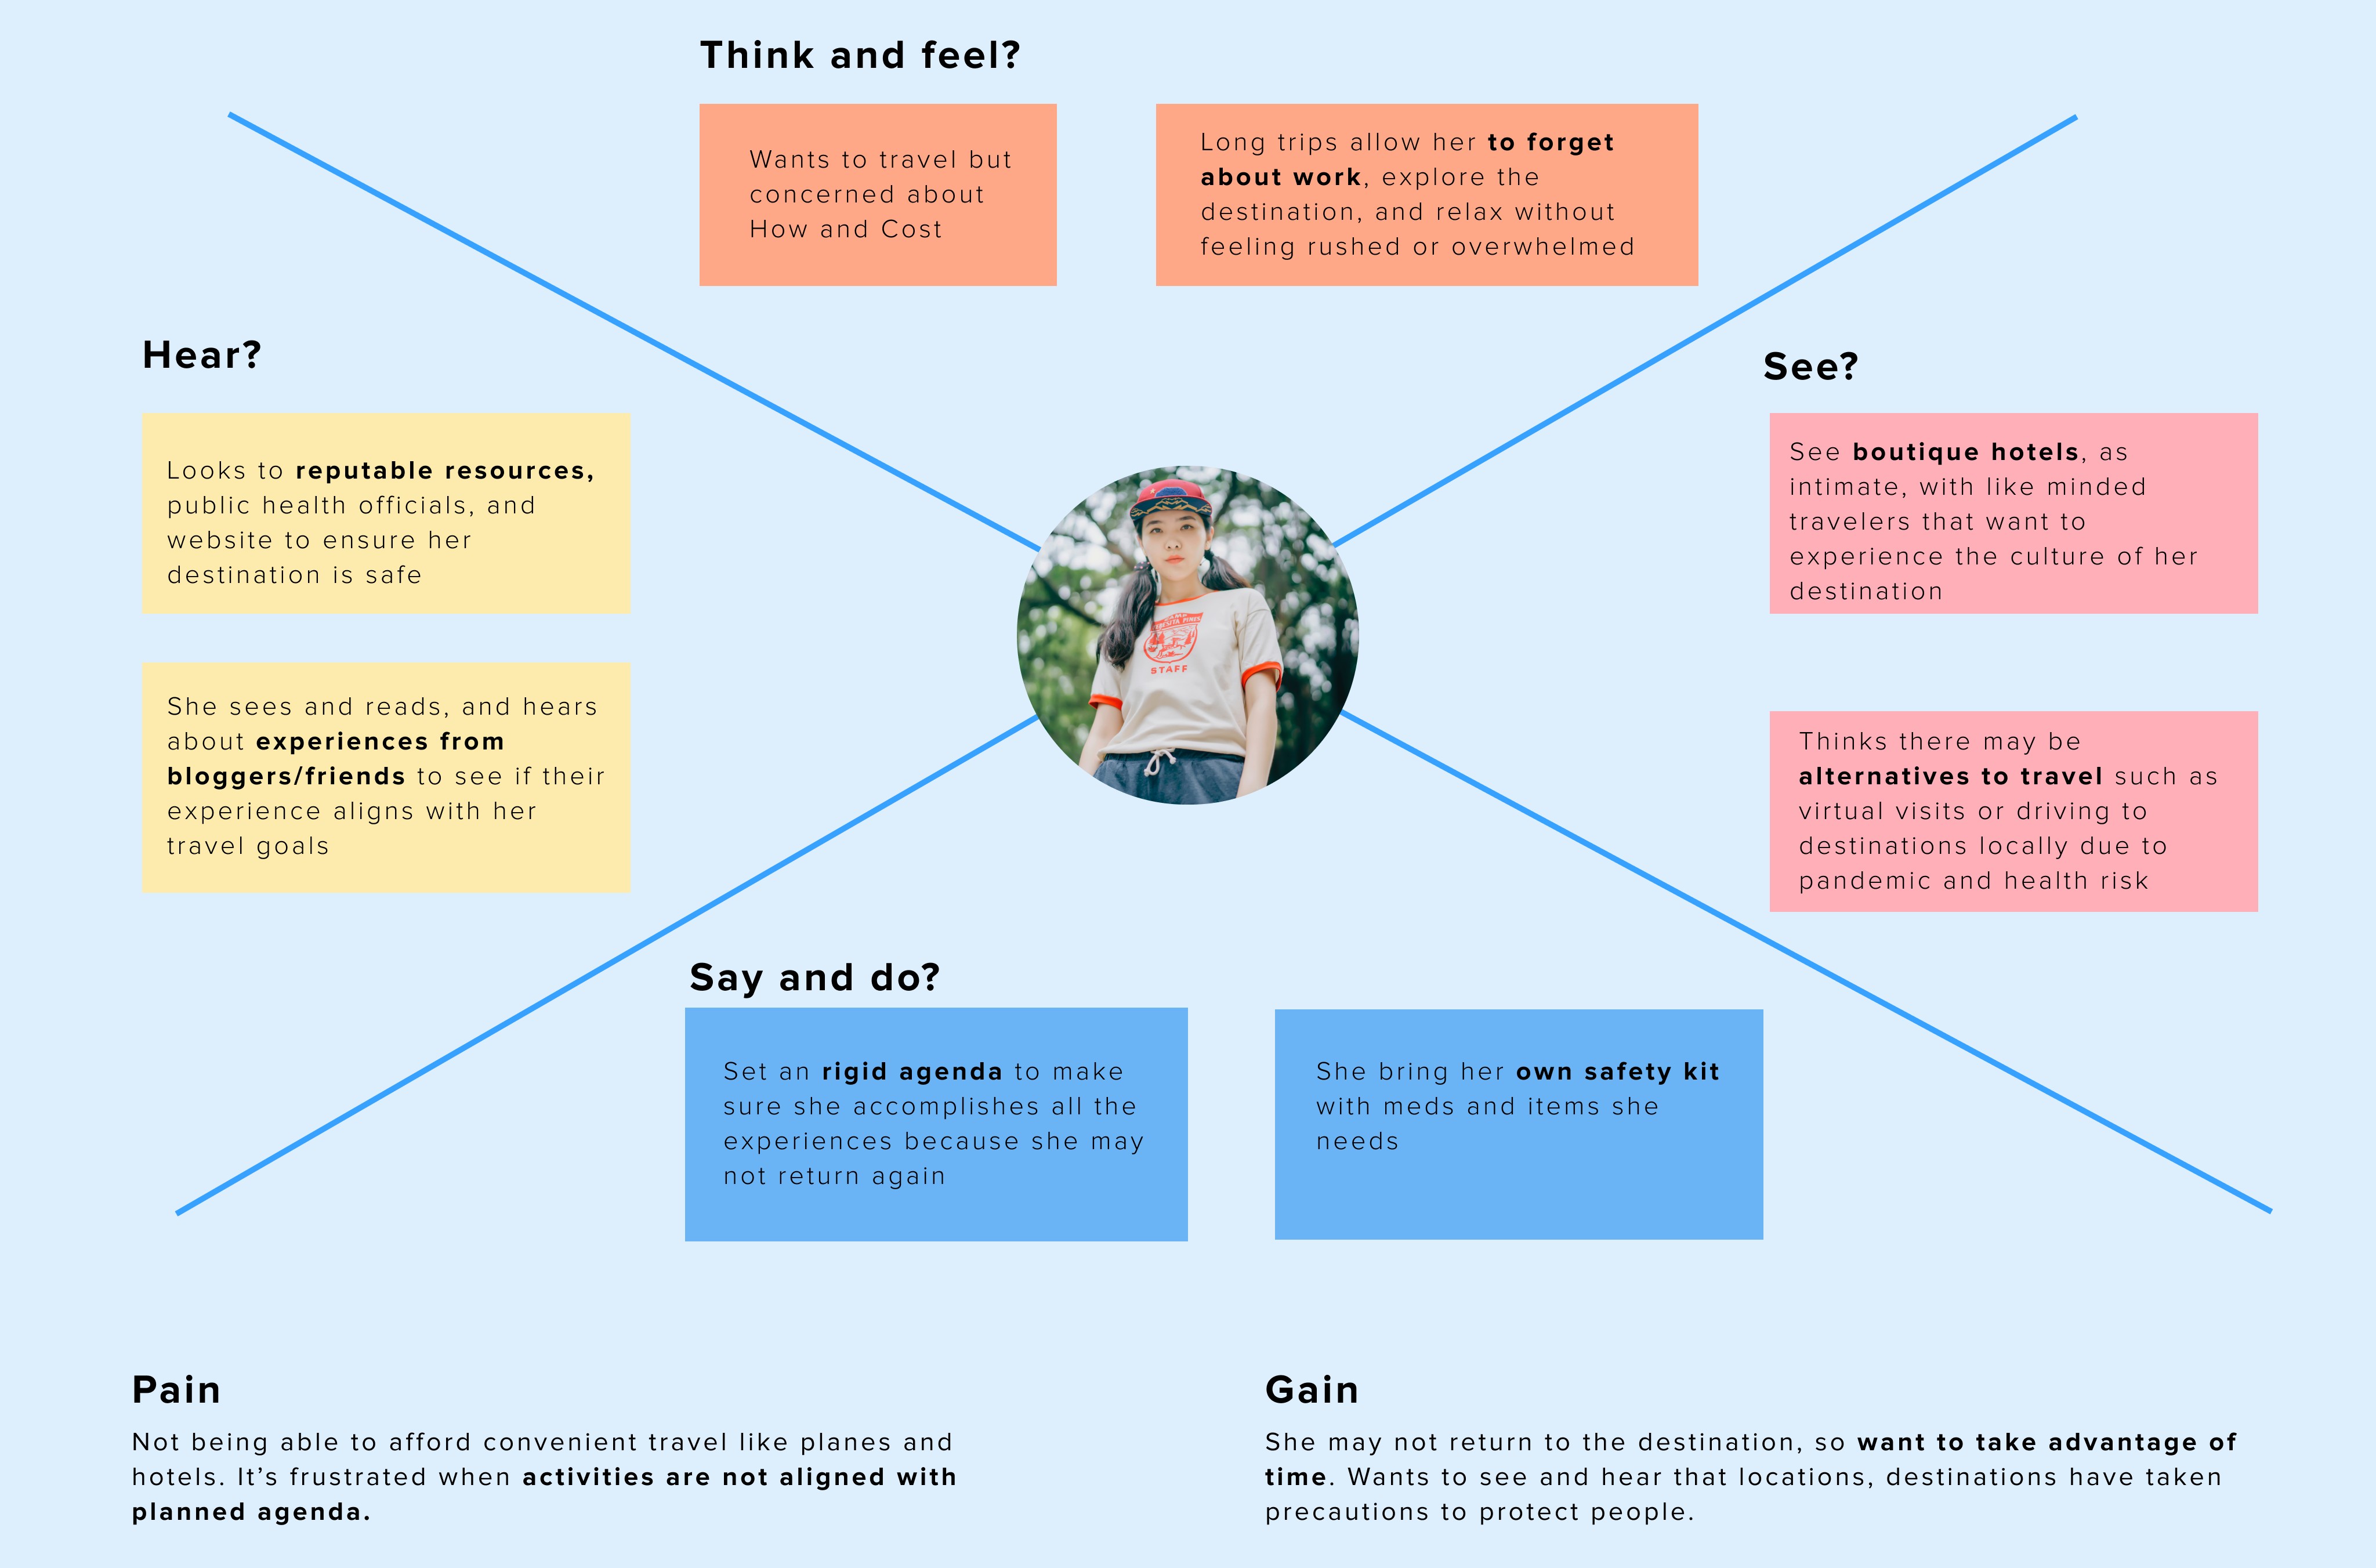 Think and feel?
Wants to travel but
concerned about
How and Cost
Long trips allow her to forget
about work, explore the
destination, and relax without
feeling rushed or overwhelmed
Hear?
Looks to reputable resources,
public health officials, and
website to ensure her
destination is safe
She sees and reads, and hears
about experiences from
bloggers/friends to see if their
experience aligns with her
travel goals
See?
See boutique hotels, as
intimate, with like minded
travelers that want to
experience the culture of her
destination
Thinks there may be
alternatives to travel such as
virtual visits or driving to
destinations locally due to
pandemic and health risk
PINES
STAFF
Say and do?
Set an rigid agenda to make
sure she accomplishes all the
experiences because she may
not return again
She bring her own safety kit
with meds and items she
needs
Pain
Not being able to afford convenient travel like planes and
hotels. It’s frustrated when activities are not aligned with
planned agenda.
Gain
She may not return to the destination, so want to take advantage of
time. Wants to see and hear that locations, destinations have taken
precautions to protect people.